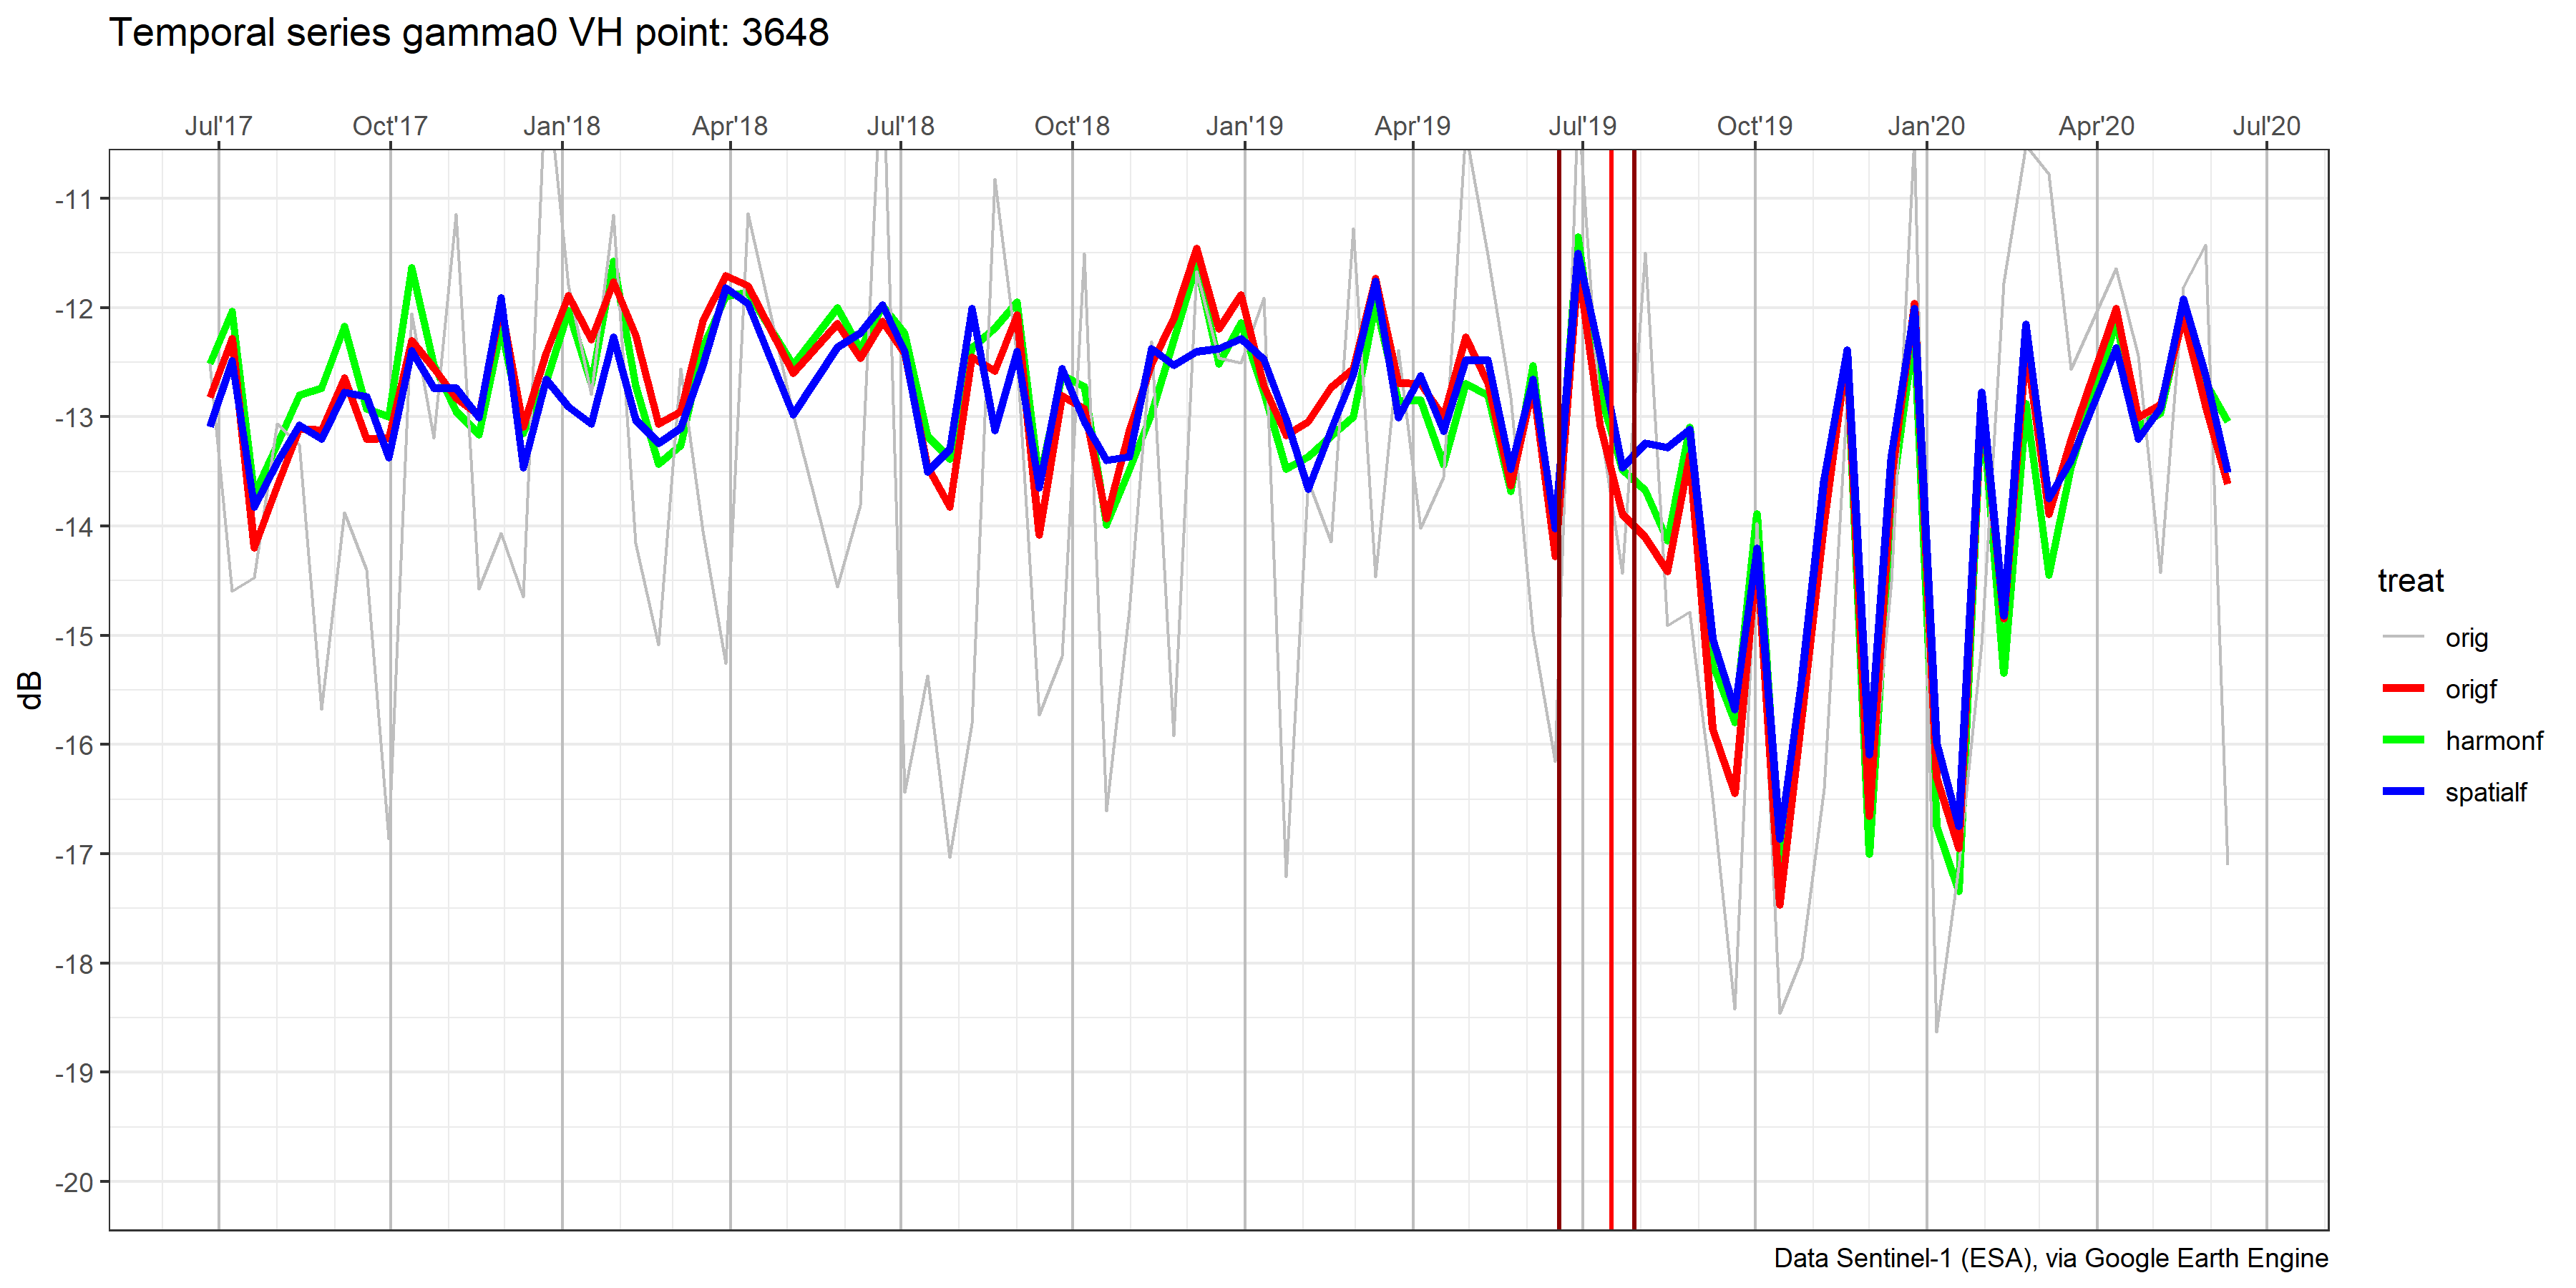 Temporal series gamma0 VH point: 3648
Jul'17 Oct'17 Jan'18 Apr'18 Jul'18 Oct'18 Jan'19 Apr'19 Jul'19 Oct'19 Jan'20 Apr'20 Jul'20
-11
-12
-13
-14
-15
-16
-17
-18
-19
-20
dB
treat
orig
origf
harmonf
spatialf
Data Sentinel-1 (ESA), via Google Earth Engine